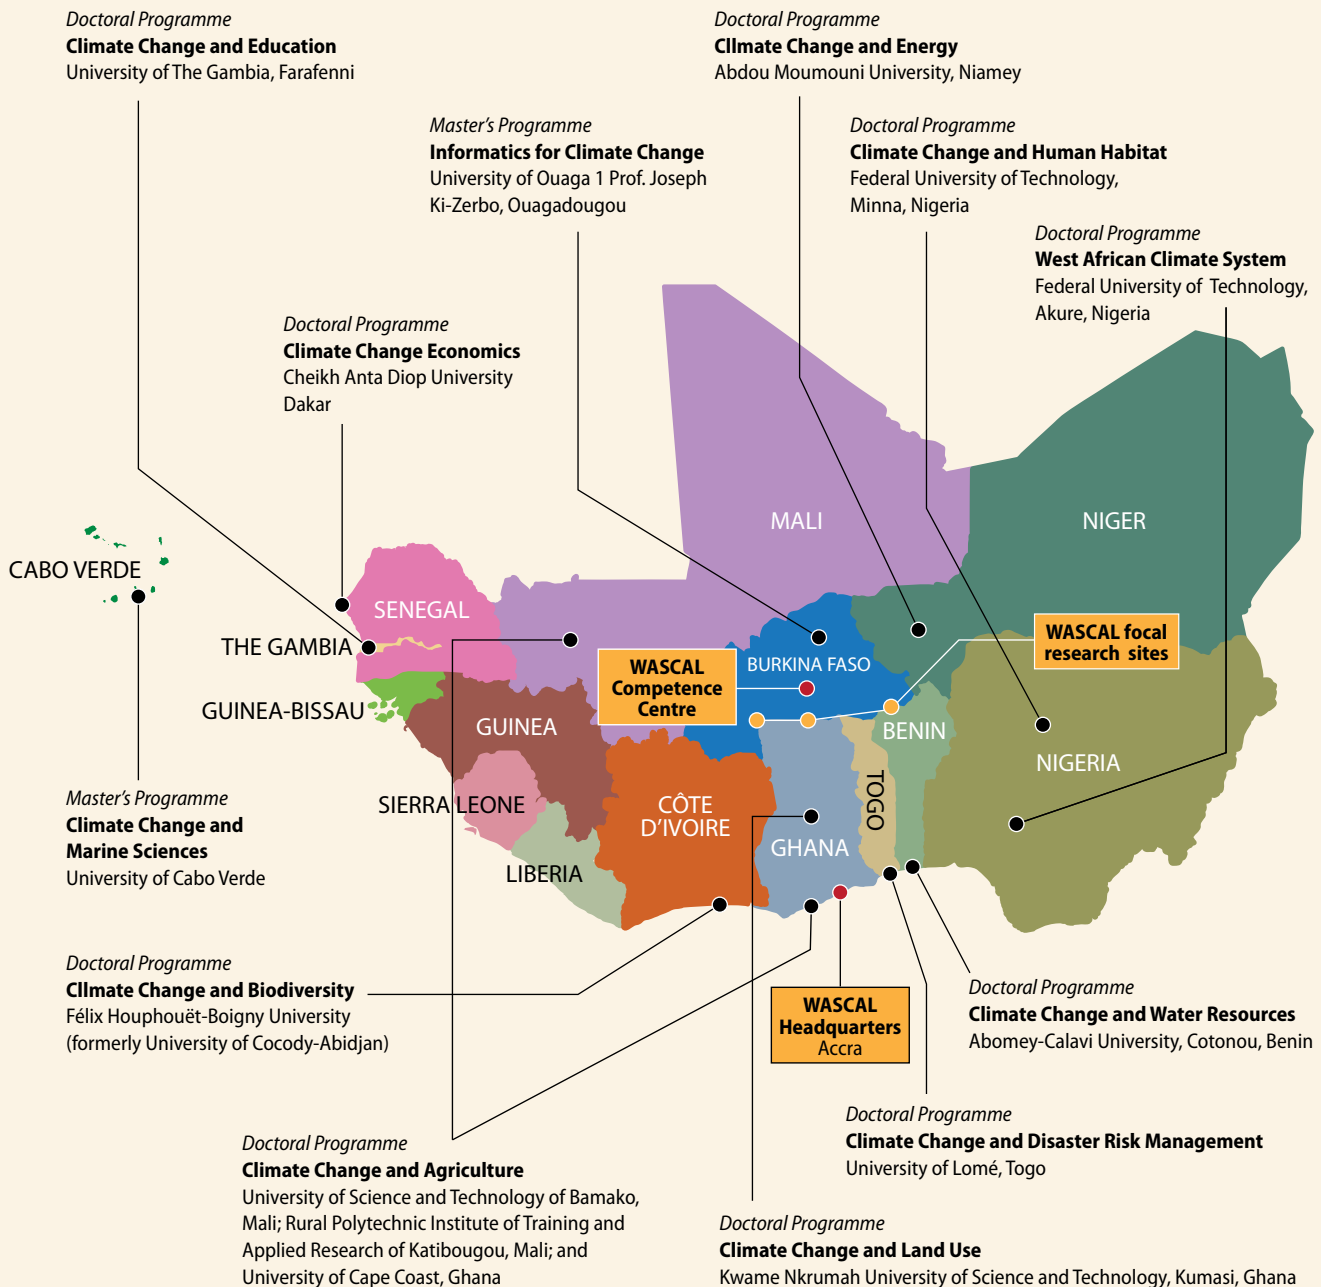 Doctoral Programme
Climate Change and Education
University of The Gambia, Farafenni
Doctoral Programme
ClImate Change and Energy
Abdou Moumouni University, Niamey
Master's Programme
Informatics for Climate Change
University of Ouaga 1 Prof. Joseph
Ki-Zerbo, Ouagadougou
Doctoral Programme
Climate Change and Human Habitat
Federal University of Technology,
Minna, Nigeria
Doctoral Programme
West African Climate System
Federal University of Technology,
Akure, Nigeria
Doctoral Programme
Climate Change Economics
Cheikh Anta Diop University
Dakar
MALI
NIGER
CABO VERDE
SENEGAL
THE GAMBIA
WASCAL focal
research sites
WASCAL
Competence
Centre
BURKINA FASO
GUINEA-BISSAU
GUINEA
BENIN
NIGERIA
SIERRA LEONE
CÔTE
D'IVOIRE
TOGO
GHANA
LIBERIA
Master's Programme
Climate Change and
Marine Sciences
University of Cabo Verde
Doctoral Programme
ClImate Change and Biodiversity
Félix Houphouët-Boigny University
(formerly University of Cocody-Abidjan)
WASCAL
Headquarters
Accra
Doctoral Programme
Climate Change and Water Resources
Abomey-Calavi University, Cotonou, Benin
Doctoral Programme
Climate Change and Disaster Risk Management
University of Lomé, Togo
Doctoral Programme
Climate Change and Agriculture
University of Science and Technology of Bamako,
Mali; Rural Polytechnic Institute of Training and
Applied Research of Katibougou, Mali; and
University of Cape Coast, Ghana
Doctoral Programme
Climate Change and Land Use
Kwame Nkrumah University of Science and Technology, Kumasi, Ghana